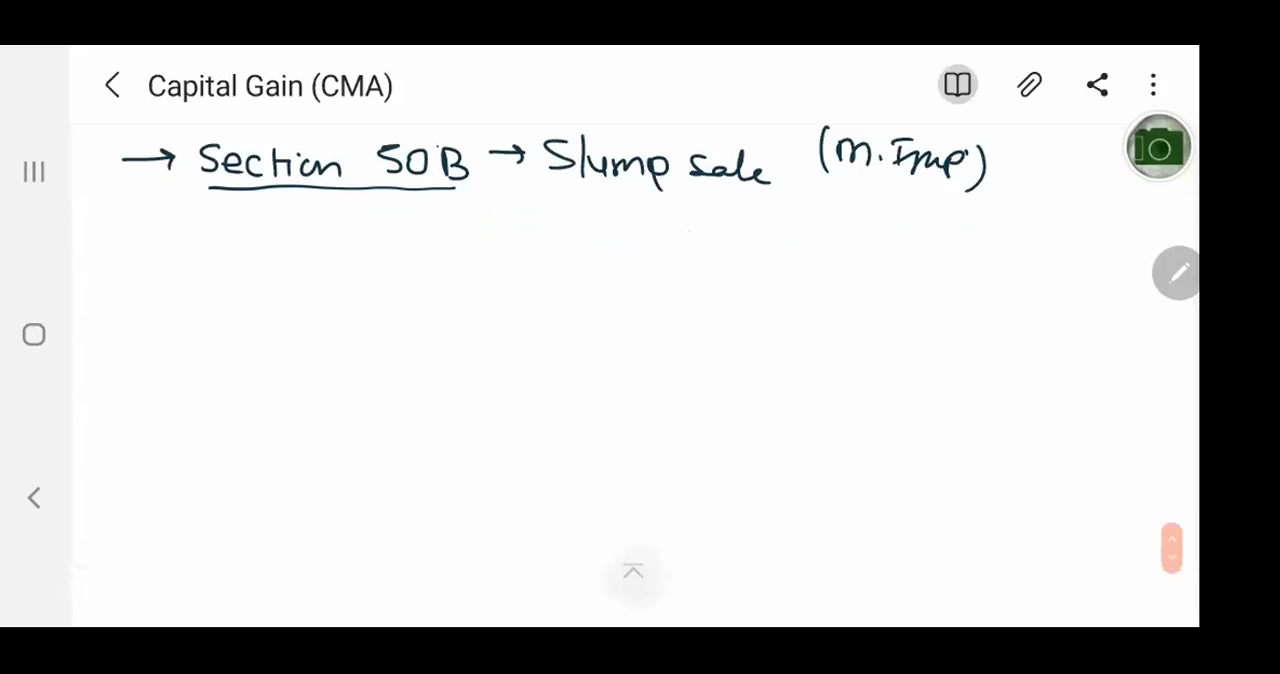 Capital Gain (CMA)
→ Section 50B → Slump sale (M. Imp)